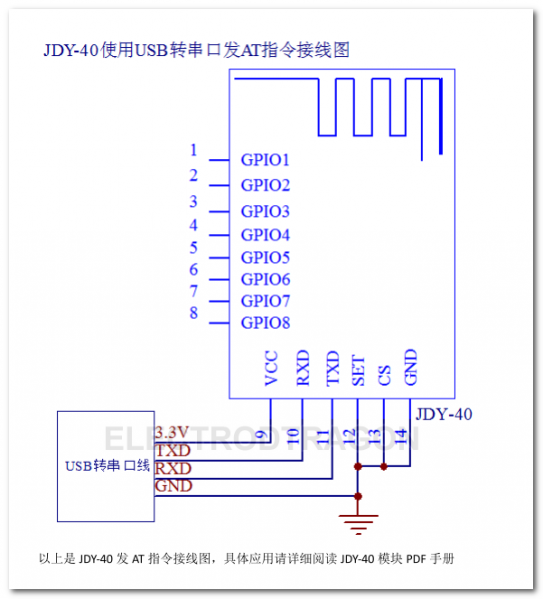 JDY-40使用USB转串口发AT指令接线图
1 GPIO1
2 GPIO2
3 GPIO3
4 GPIO4
5 GPIO5
6 GPIO6
7 GPIO7
8 GPIO8
VCC RXD TXD SET CS GND
JDY-40
9 10 11 12 13 14
ELECTRODTRAGON
3.3V
TXD
USB转串口线 RXD
GND
以上是 JDY-40 发 AT 指令接线图，具体应用请详细阅读 JDY-40 模块 PDF 手册